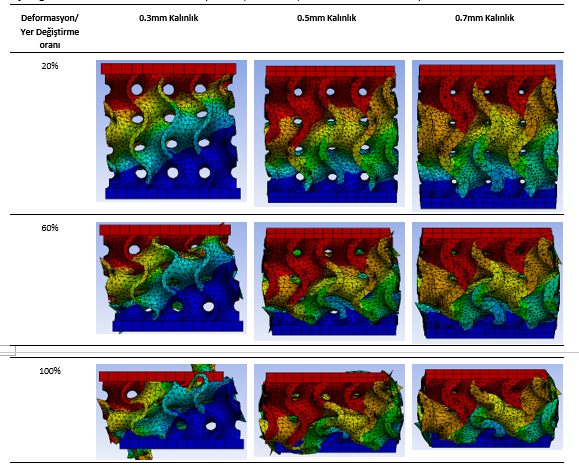 Deformasyon/ 0.3mm Kalınlık 0.5mm Kalınlık 0.7mm Kalınlık
Yer Değiştirme
oranı
20%
60%
100%